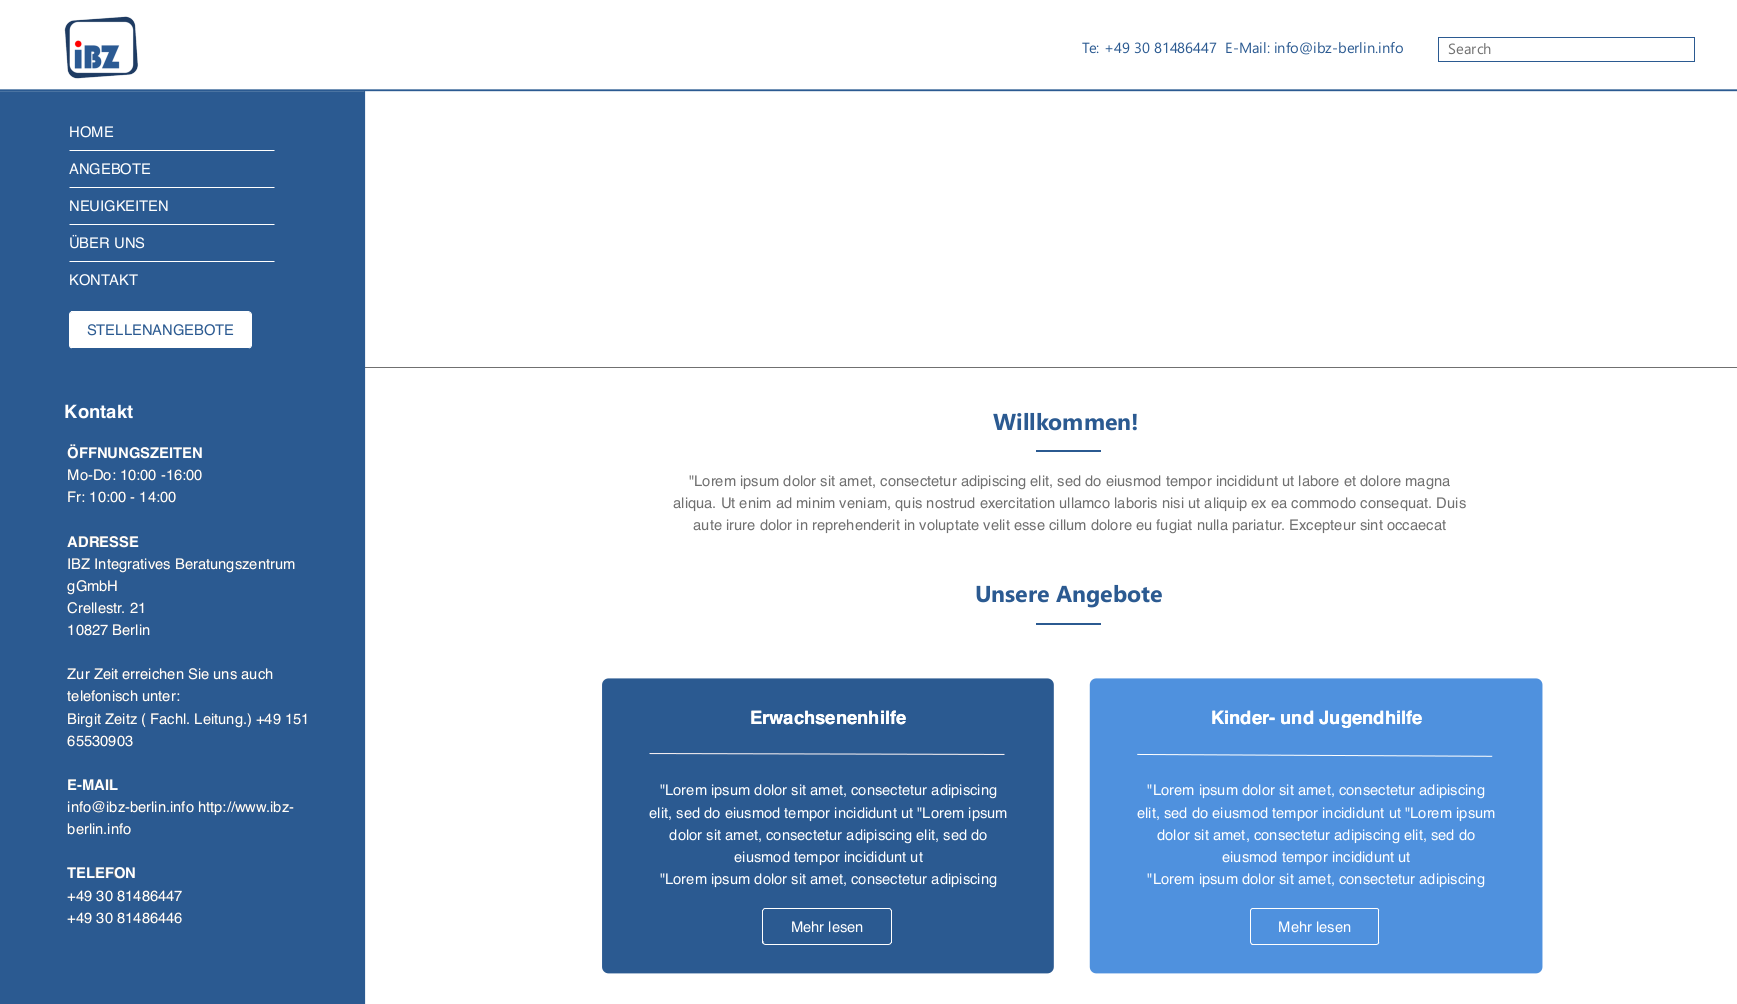 iBZ
Te: +49 30 81486447 E-Mail: info@ibz-berlin.info
Search
HOME
ANGEBOTE
NEUIGKEITEN
ÜBER UNS
KONTAKT
STELLENANGEBOTE
Kontakt
ÖFFNUNGSZEITEN
Mo-Do: 10:00 -16:00
Fr: 10:00 - 14:00
ADRESSE
IBZ Integratives Beratungszentrum
gGmbH
Crellestr. 21
10827 Berlin
Zur Zeit erreichen Sie uns auch
telefonisch unter:
Birgit Zeitz ( Fachl. Leitung.) +49 151
65530903
E-MAIL
info@ibz-berlin.info http://www.ibz-
berlin.info
TELEFON
+49 30 81486447
+49 30 81486446
Willkommen!
"Lorem ipsum dolor sit amet, consectetur adipiscing elit, sed do eiusmod tempor incididunt ut labore et dolore magna
aliqua. Ut enim ad minim veniam, quis nostrud exercitation ullamco laboris nisi ut aliquip ex ea commodo consequat. Duis
aute irure dolor in reprehenderit in voluptate velit esse cillum dolore eu fugiat nulla pariatur. Excepteur sint occaecat
Unsere Angebote
Erwachsenenhilfe
"Lorem ipsum dolor sit amet, consectetur adipiscing
elit, sed do eiusmod tempor incididunt ut "Lorem ipsum
dolor sit amet, consectetur adipiscing elit, sed do
eiusmod tempor incididunt ut
"Lorem ipsum dolor sit amet, consectetur adipiscing
Mehr lesen
Kinder- und Jugendhilfe
"Lorem ipsum dolor sit amet, consectetur adipiscing
elit, sed do eiusmod tempor incididunt ut "Lorem ipsum
dolor sit amet, consectetur adipiscing elit, sed do
eiusmod tempor incididunt ut
"Lorem ipsum dolor sit amet, consectetur adipiscing
Mehr lesen